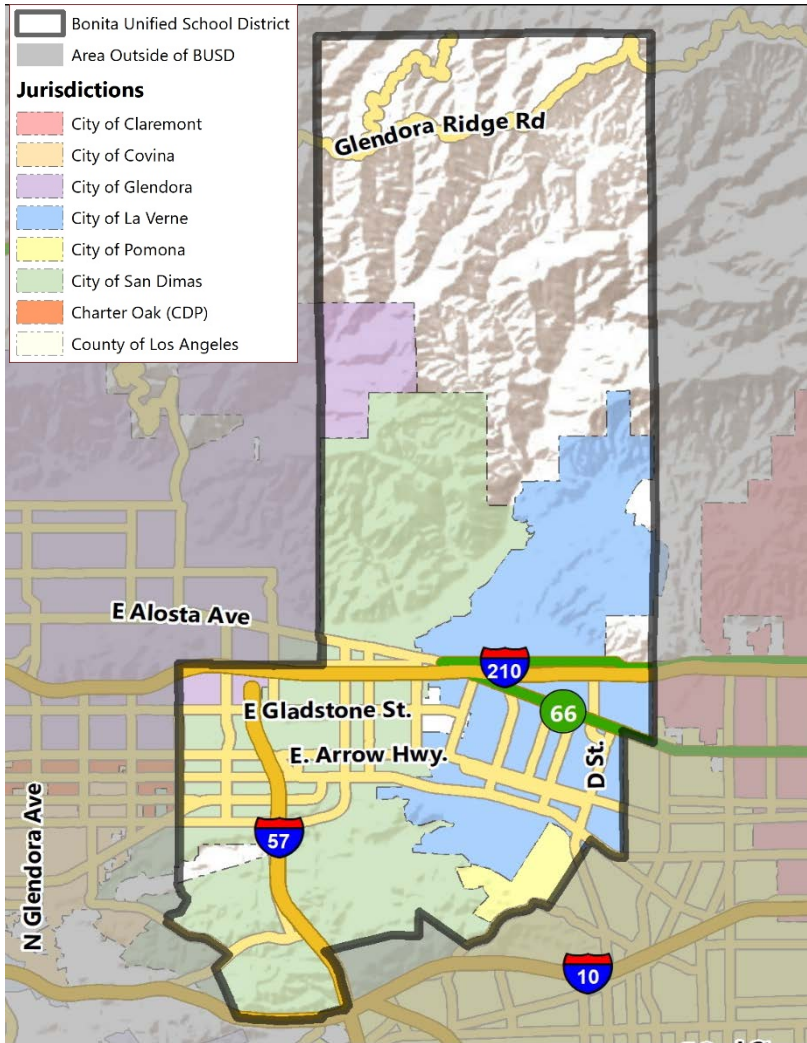 Bonita Unified School District
Area Outside of BUSD
Jurisdictions
City of Claremont
City of Covina
City of Glendora
City of La Verne
City of Pomona
City of San Dimas
Charter Oak (CDP)
County of Los Angeles
Glendora Ridge Rd
E Alosta Ave
210
E Gladstone St.
66
E. Arrow Hwy.
D St.
57
N Glendora Ave
10